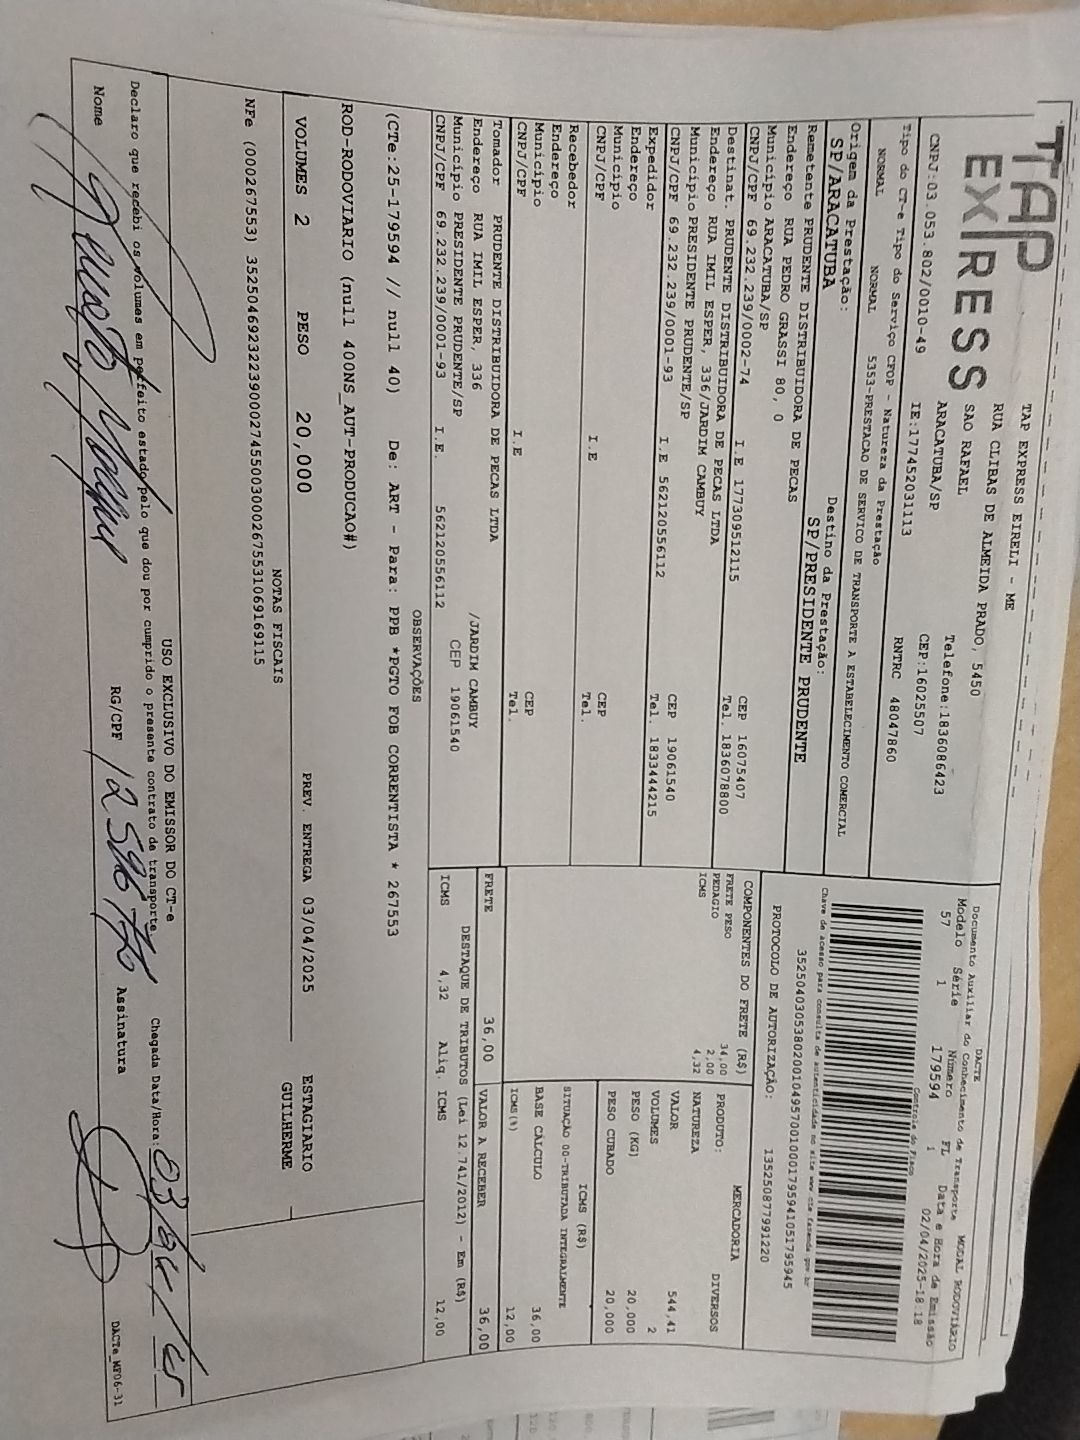 TAP
EXPRESS
TAP EXPRESS EIRELI - ME
RUA CLIBAS DE ALMEIDA PRADO, 5450
SAO RAFAEL
ARACATUBA/SP
Telefone:1836086423
CEP:16025507
CNPJ:03.053.802/0010-49 IE:177452031113 RNTRC 48047860
DACTE
Documento Auxiliar do Conhecimento de Transporte MODAL RODOVIÁRIO
Modelo Série Número FL Data e Hora de Emissão
57 1 179594 1 02/04/2025-18:18
Controle do Fisco
Tipo do CT-e Tipo do Serviço CFOP - Natureza da Prestação
NORMAL NORMAL 5353-PRESTACAO DE SERVICO DE TRANSPORTE A ESTABELECIMENTO COMERCIAL
Chave de acesso para consulta de autenticidade no site www cte fazenda gov br
35250403053802001049570010001795941051795945
PROTOCOLO DE AUTORIZAÇÃO: 135250877991220
Origem da Prestação: Destino da Prestação:
SP/ARACATUBA SP/PRESIDENTE PRUDENTE
Remetente PRUDENTE DISTRIBUIDORA DE PECAS
Endereço RUA PEDRO GRASSI 80, 0
Município ARACATUBA/SP CEP 16075407
CNPJ/CPF 69.232.239/0002-74 I.E 177309512115 Tel. 1836078800
Destinat. PRUDENTE DISTRIBUIDORA DE PECAS LTDA
Endereço RUA IMIL ESPER, 336/JARDIM CAMBUY
Município PRESIDENTE PRUDENTE/SP CEP 19061540
CNPJ/CPF 69.232.239/0001-93 I.E 562120556112 Tel. 1833444215
Expedidor
Endereço
Município CEP
CNPJ/CPF I.E Tel.
Recebedor
Endereço
Município CEP
CNPJ/CPF I.E Tel.
Tomador PRUDENTE DISTRIBUIDORA DE PECAS LTDA
Endereço RUA IMIL ESPER, 336 /JARDIM CAMBUY
Município PRESIDENTE PRUDENTE/SP CEP 19061540
CNPJ/CPF 69.232.239/0001-93 I.E. 562120556112
COMPONENTES DO FRETE (R$)
FRETE PESO 34,00
PEDAGIO 2,00
ICMS 4,32
MERCADORIA
PRODUTO: DIVERSOS
NATUREZA
VALOR 544,41
VOLUMES 2
PESO (KG) 20,000
PESO CUBADO 20,000
ICMS (R$)
SITUAÇÃO 00-TRIBUTADA INTEGRALMENTE
BASE CÁLCULO 36,00
ICMS(%) 12,00
FRETE 36,00 VALOR A RECEBER 36,00
DESTAQUE DE TRIBUTOS (Lei 12.741/2012) - Em (R$)
ICMS 4,32 Aliq. ICMS 12,00
OBSERVAÇÕES
(CTe:25-179594 // null 40) De: ART - Para: PPB *PGTO FOB CORRENTISTA * 267553
ROD-RODOVIARIO (null 400NS_AUT-PRODUCAO#)
VOLUMES 2 PESO 20,000 PREV. ENTREGA 03/04/2025 ESTAGIARIO
GUILHERME
NOTAS FISCAIS
NFe (000267553) 35250469232239000274550030002675531069169115
USO EXCLUSIVO DO EMISSOR DO CT-e
Declaro que recebi os volumes em perfeito estado pelo que dou por cumprido o presente contrato de transporte. Chegada Data/Hora: 03/04/25
Nome RG/CPF Assinatura
DACTe_MF06-31